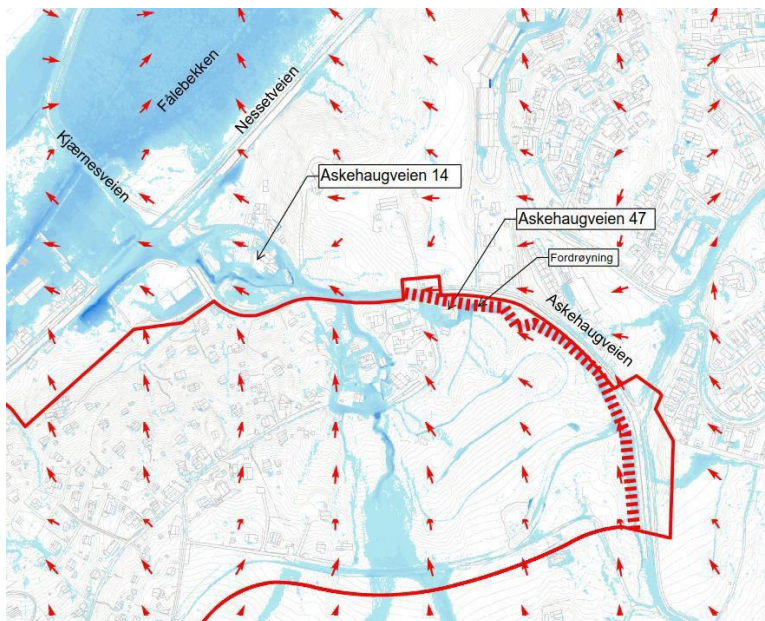 Fålebekken
Nessetveien
Kjærnesveien
Askehaugveien 14
Askehaugveien 47
Fordrøyning
Askehaugveien